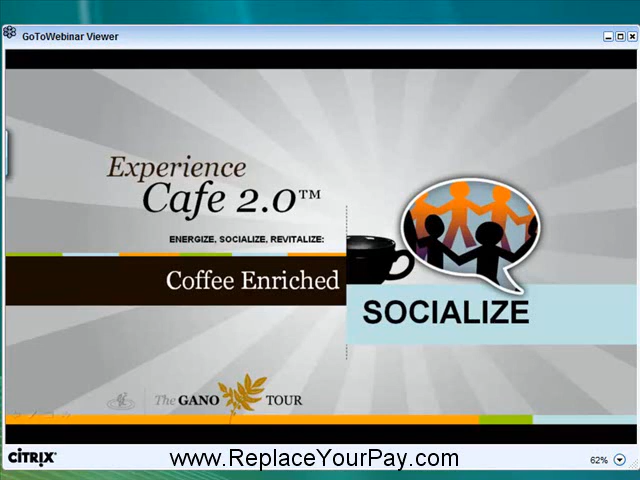 GoToWebinar Viewer
Experience
Cafe 2.0™
ENERGIZE, SOCIALIZE, REVITALIZE:
Coffee Enriched
SOCIALIZE
The GANO TOUR
CITRIX®
www.ReplaceYourPay.com
62%